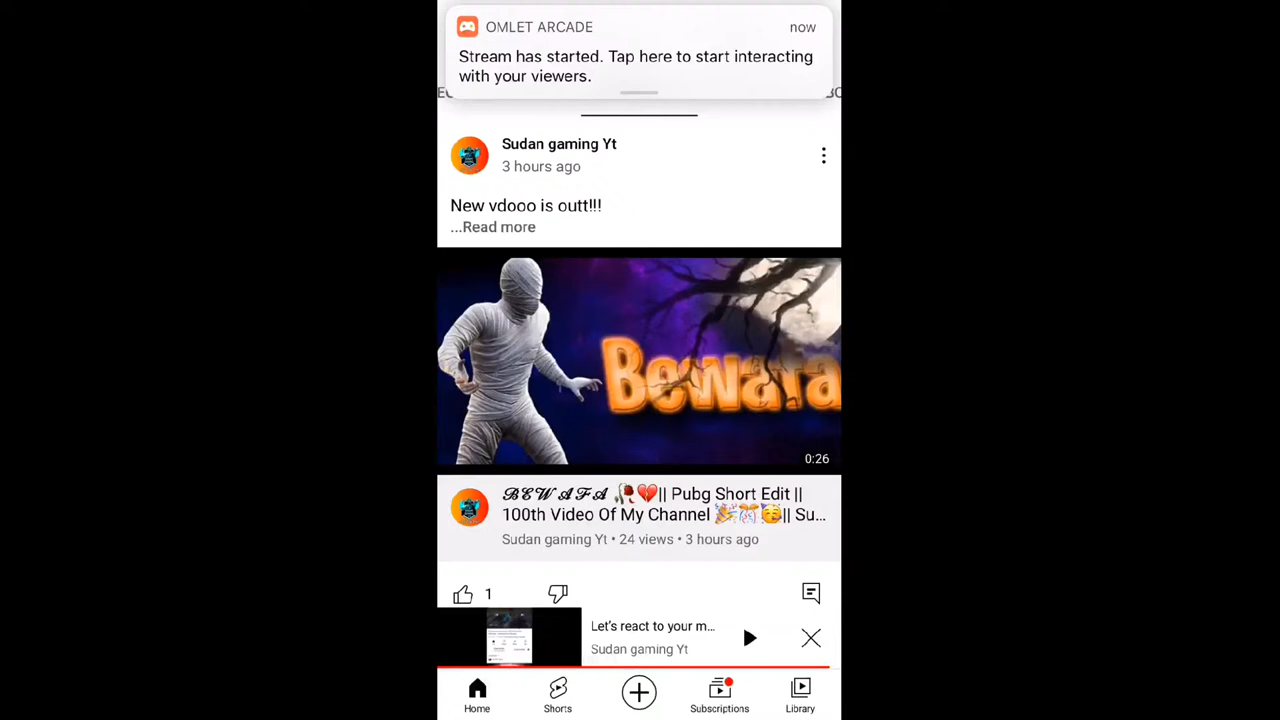 OMLET ARCADE
now
Stream has started. Tap here to start interacting
with your viewers.
Sudan gaming Yt
3 hours ago
New vdooo is outt!!!
...Read more
Bewafa
0:26
𝓑𝓔𝓦𝓐𝓕𝓐 🥀💔|| Pubg Short Edit ||
100th Video Of My Channel 🎉🎊🥳|| Su...
Sudan gaming Yt • 24 views • 3 hours ago
1
Let's react to your m...
Sudan gaming Yt
Home
Shorts
Subscriptions
Library